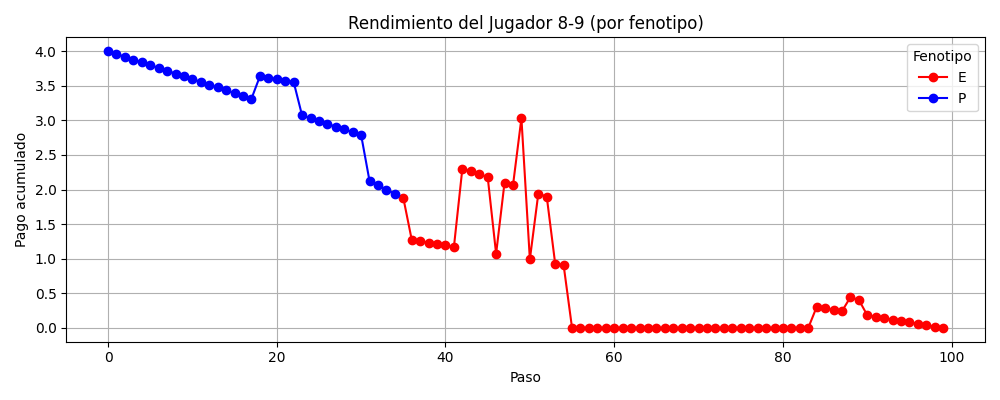 Rendimiento del Jugador 8-9 (por fenotipo)
Pago acumulado
4.0
3.5
3.0
2.5
2.0
1.5
1.0
0.5
0.0
Fenotipo
E
P
0 20 40 60 80 100
Paso